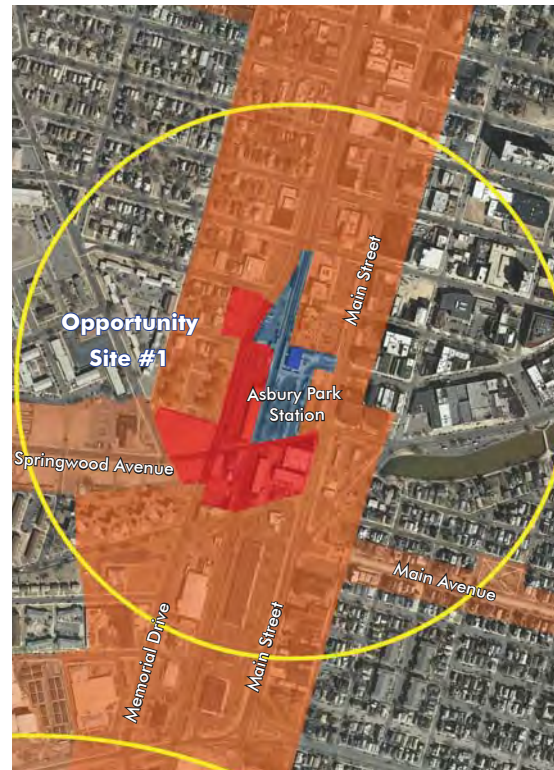 Main Street
Opportunity
Site #1
Asbury Park
Station
Springwood Avenue
Main Avenue
Memorial Drive
Main Street